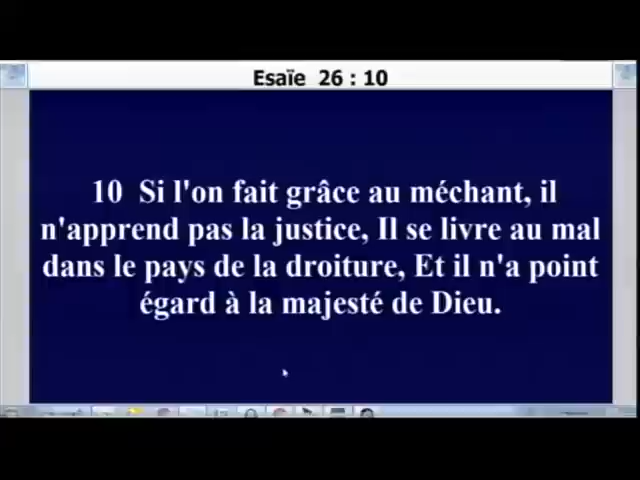 Esaïe 26 : 10
10 Si l'on fait grâce au méchant, il
n'apprend pas la justice, Il se livre au mal
dans le pays de la droiture, Et il n'a point
égard à la majesté de Dieu.